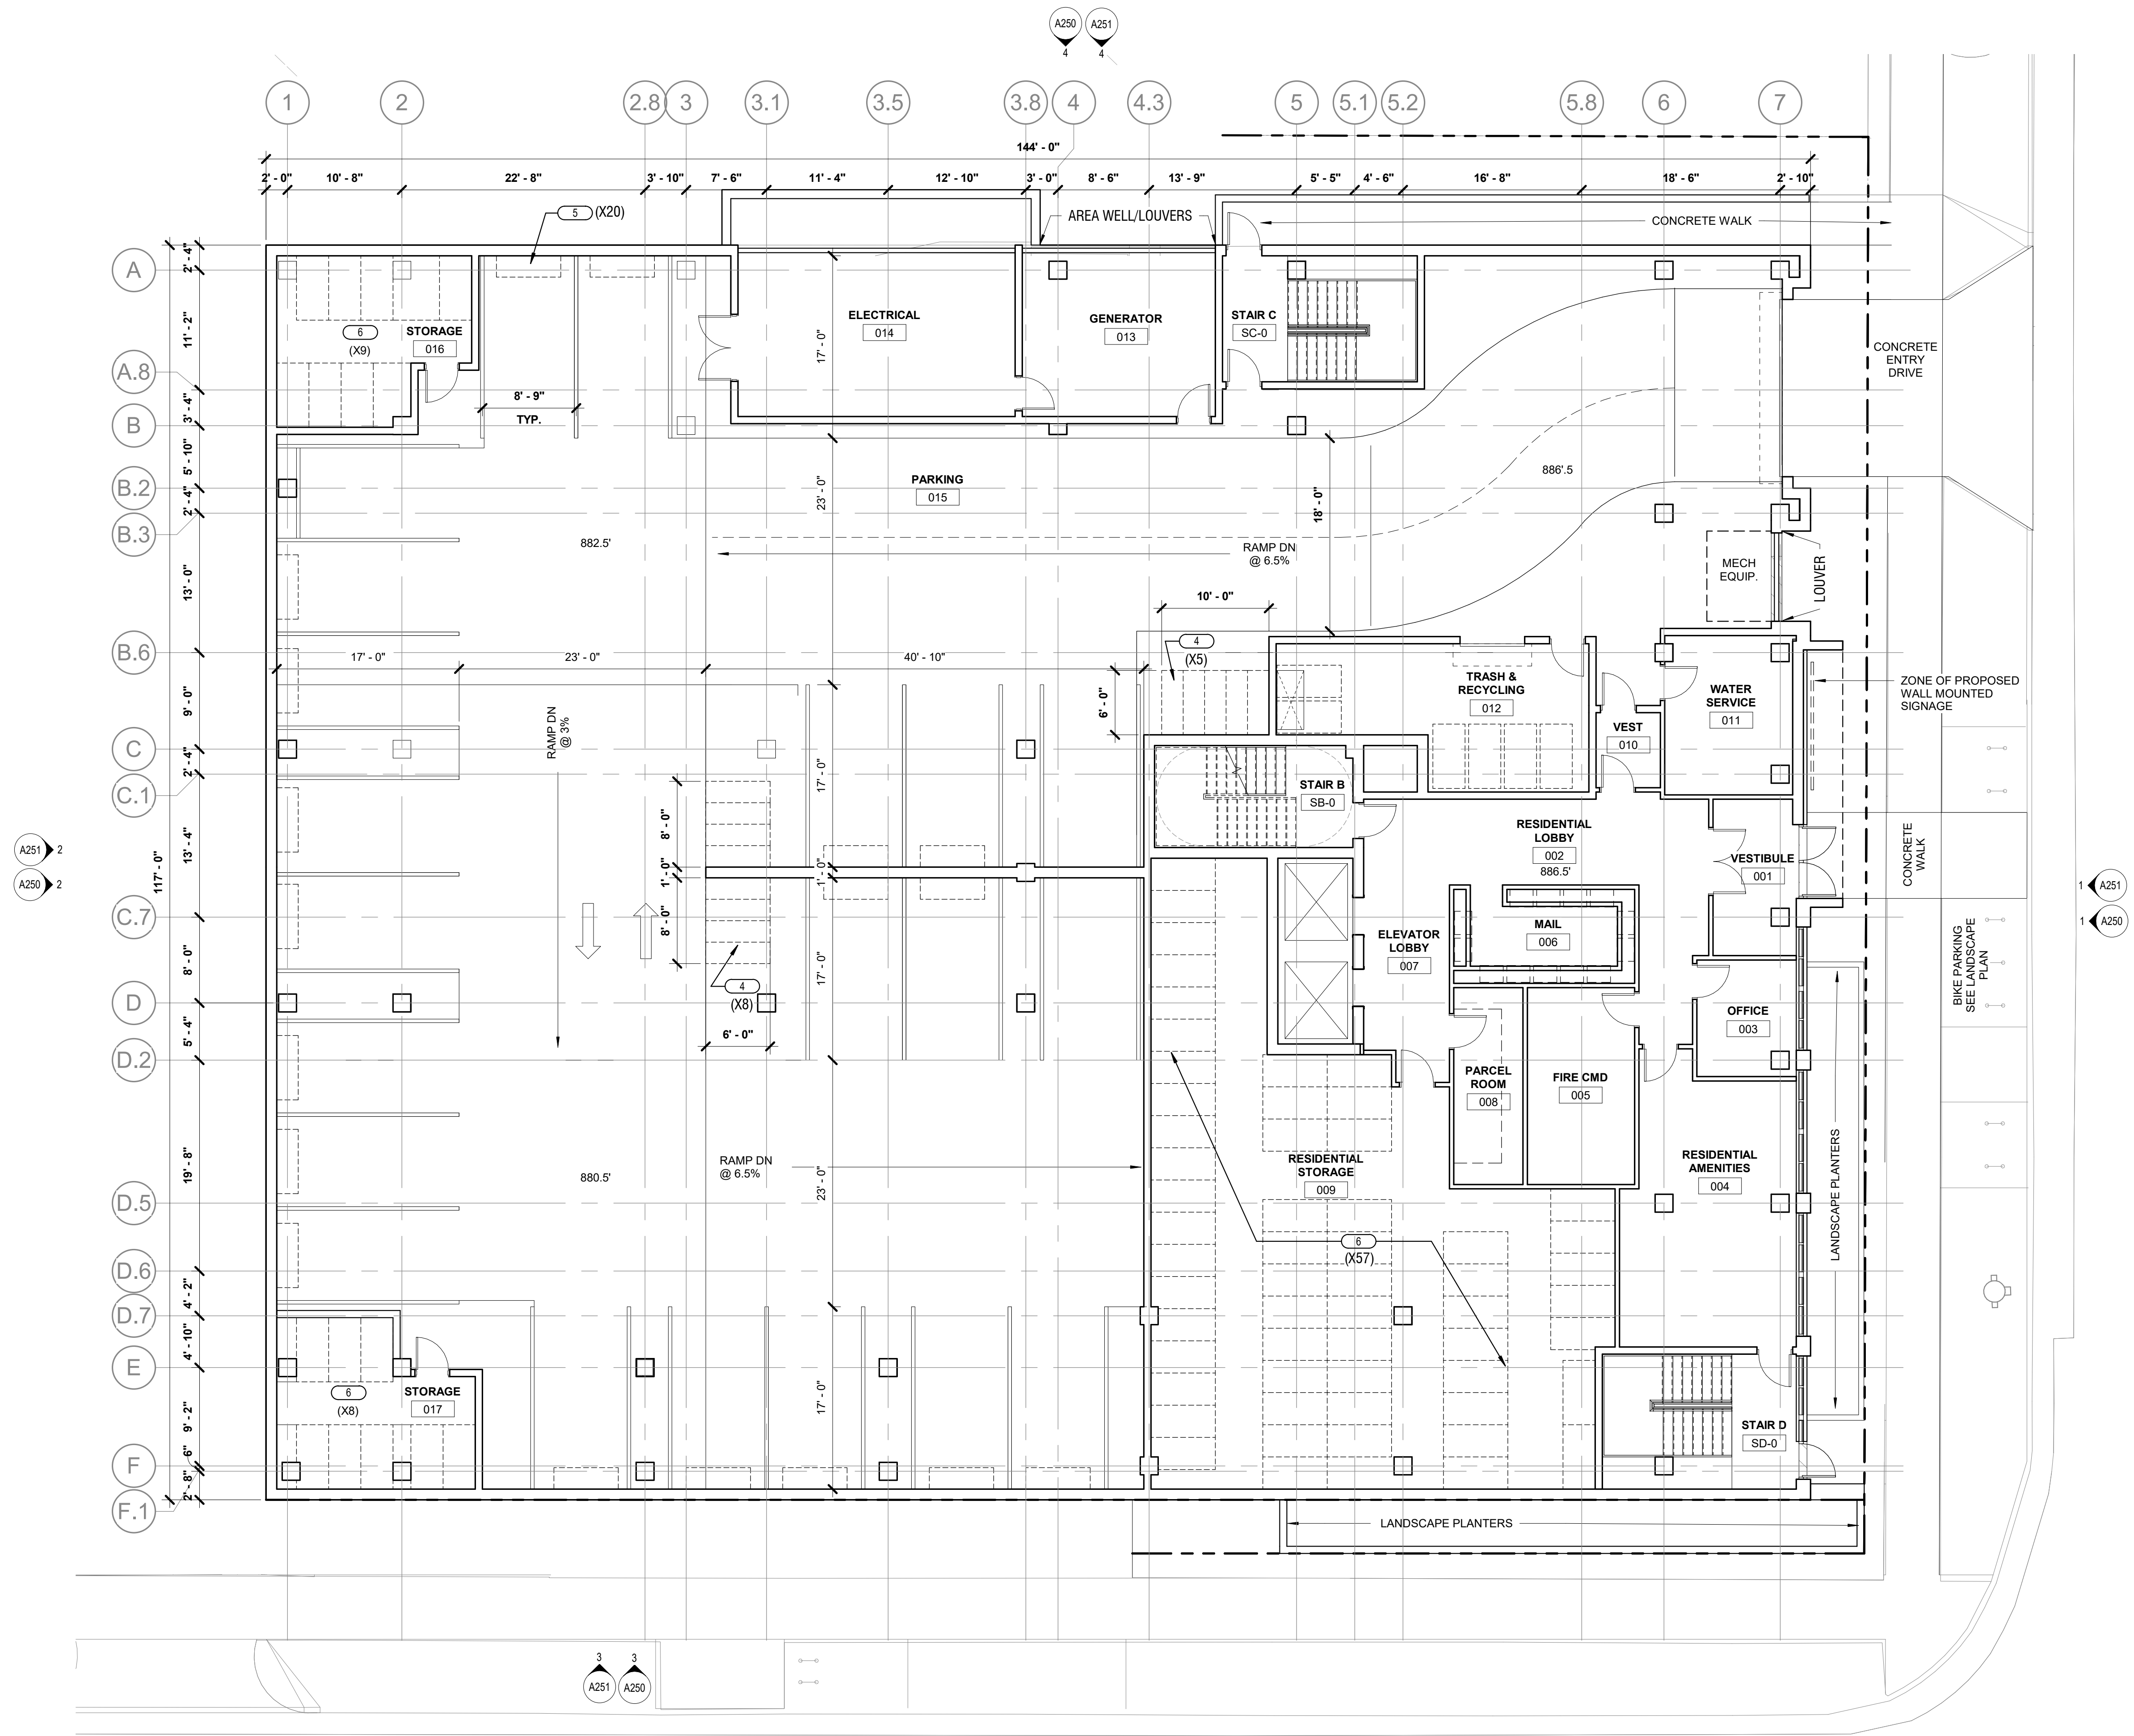 A250 A251
4 4
1 2 2.8 3 3.1 3.5 3.8 4 4.3 5 5.1 5.2 5.8 6 7
144' - 0"
2' - 0" 10' - 8" 22' - 8" 3' - 10" 7' - 6" 11' - 4" 12' - 10" 3' - 0" 8' - 6" 13' - 9" 5' - 5" 4' - 6" 16' - 8" 18' - 6" 2' - 10"
5 (X20)
AREA WELL/LOUVERS
CONCRETE WALK
A
A.8
B
B.2
B.3
B.6
C
C.1
C.7
D
D.2
D.5
D.6
D.7
E
F
F.1
117' - 0"
2' - 4"
11' - 2"
3' - 4"
5' - 10"
2' - 4"
13' - 0"
9' - 0"
2' - 4"
13' - 4"
8' - 0"
5' - 4"
19' - 8"
4' - 2"
4' - 10"
9' - 2"
6"
2' - 8"
A251 2
A250 2
6
(X9)
STORAGE
016
8' - 9"
TYP.
ELECTRICAL
014
17' - 0"
GENERATOR
013
STAIR C
SC-0
CONCRETE
ENTRY
DRIVE
PARKING
015
23' - 0"
18' - 0"
886'.5
882.5'
RAMP DN
@ 6.5%
MECH
EQUIP.
LOUVER
10' - 0"
4
(X5)
17' - 0" 23' - 0" 40' - 10"
6' - 0"
TRASH &
RECYCLING
012
VEST
010
WATER
SERVICE
011
ZONE OF PROPOSED
WALL MOUNTED
SIGNAGE
RAMP DN
@ 3%
17' - 0"
8' - 0"
1' - 0"
1' - 0"
8' - 0"
17' - 0"
STAIR B
SB-0
RESIDENTIAL
LOBBY
002
886.5'
VESTIBULE
001
CONCRETE
WALK
1 A251
1 A250
MAIL
006
ELEVATOR
LOBBY
007
BIKE PARKING
SEE LANDSCAPE
PLAN
4
(X8)
6' - 0"
OFFICE
003
PARCEL
ROOM
008
FIRE CMD
005
RAMP DN
@ 6.5%
880.5'
23' - 0"
RESIDENTIAL
STORAGE
009
RESIDENTIAL
AMENITIES
004
LANDSCAPE PLANTERS
6
(X57)
6
(X8)
STORAGE
017
17' - 0"
STAIR D
SD-0
LANDSCAPE PLANTERS
3 3
A251 A250